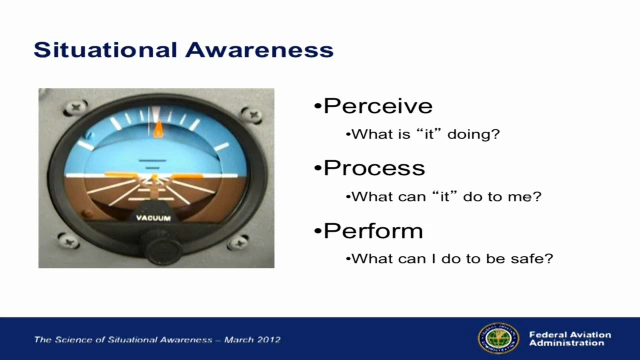 Situational Awareness
•Perceive
•What is “it” doing?
•Process
•What can “it” do to me?
•Perform
•What can I do to be safe?
VACUUM
The Science of Situational Awareness – March 2012
Federal Aviation
Administration